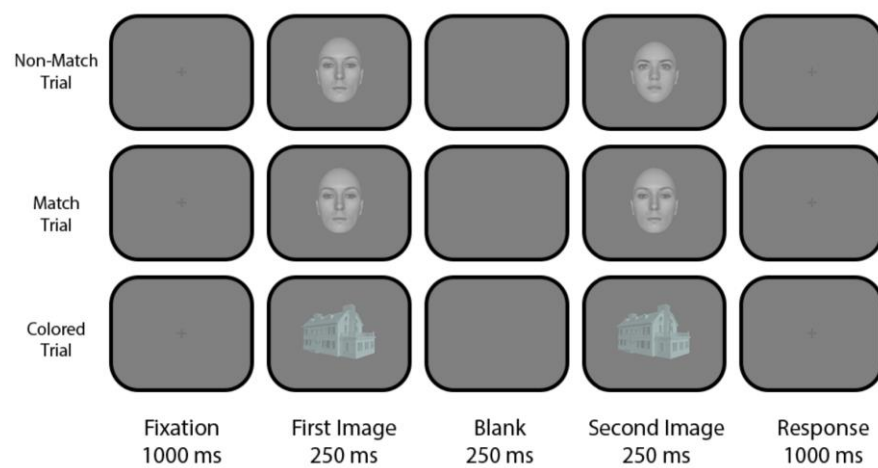 Non-Match
Trial
Match
Trial
Colored
Trial
Fixation
1000 ms
First Image
250 ms
Blank
250 ms
Second Image
250 ms
Response
1000 ms